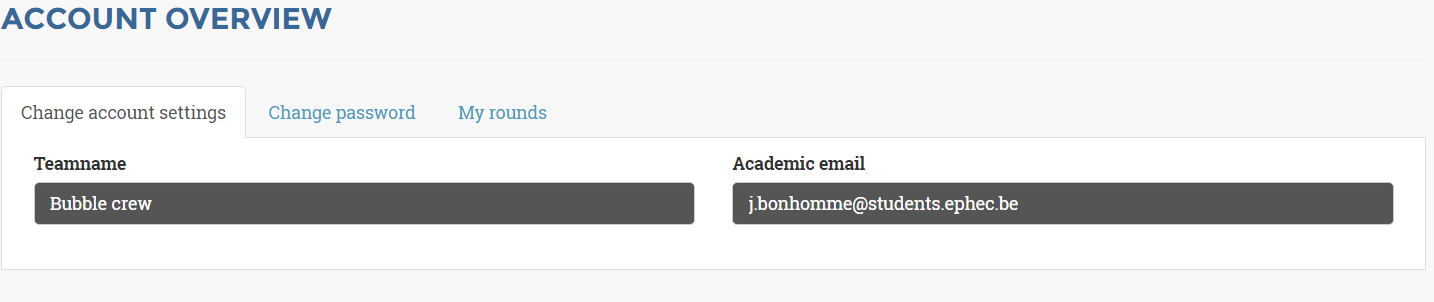 ACCOUNT OVERVIEW
Change account settings Change password My rounds
Teamname Academic email
Bubble crew j.bonhomme@students.ephec.be